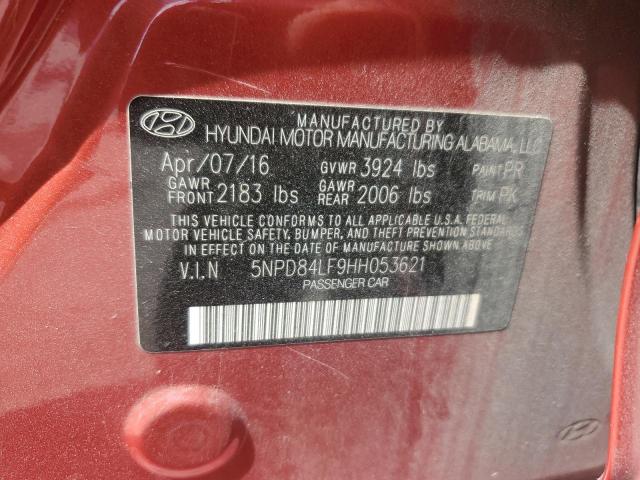 MANUFACTURED BY
HYUNDAI MOTOR MANUFACTURING ALABAMA, LLC
Apr/07/16 GVWR 3924 lbs PAINT PR
GAWR FRONT 2183 lbs GAWR REAR 2006 lbs TRIM PK
THIS VEHICLE CONFORMS TO ALL APPLICABLE U.S.A. FEDERAL
MOTOR VEHICLE SAFETY, BUMPER, AND THEFT PREVENTION STANDARDS
IN EFFECT ON THE DATE OF MANUFACTURE SHOWN ABOVE.
V.I.N 5NPD84LF9HH053621
PASSENGER CAR